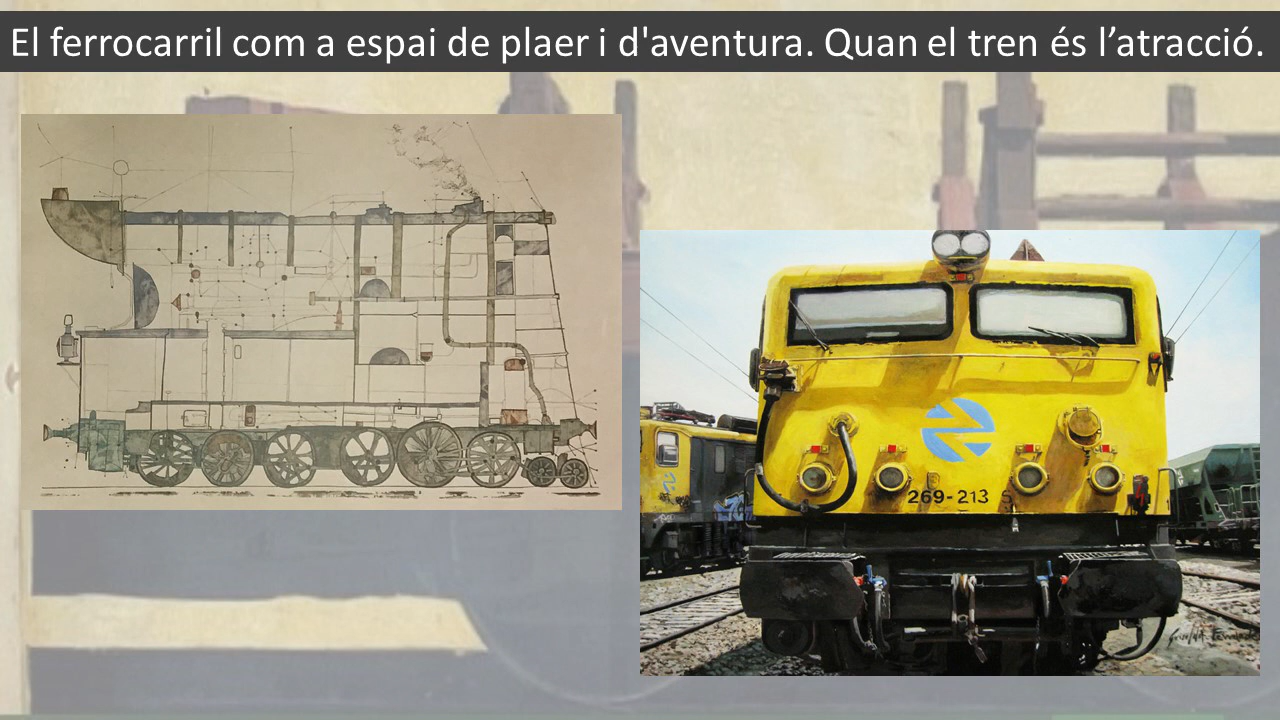 El ferrocarril com a espai de plaer i d'aventura. Quan el tren és l’atracció.
269-213 S